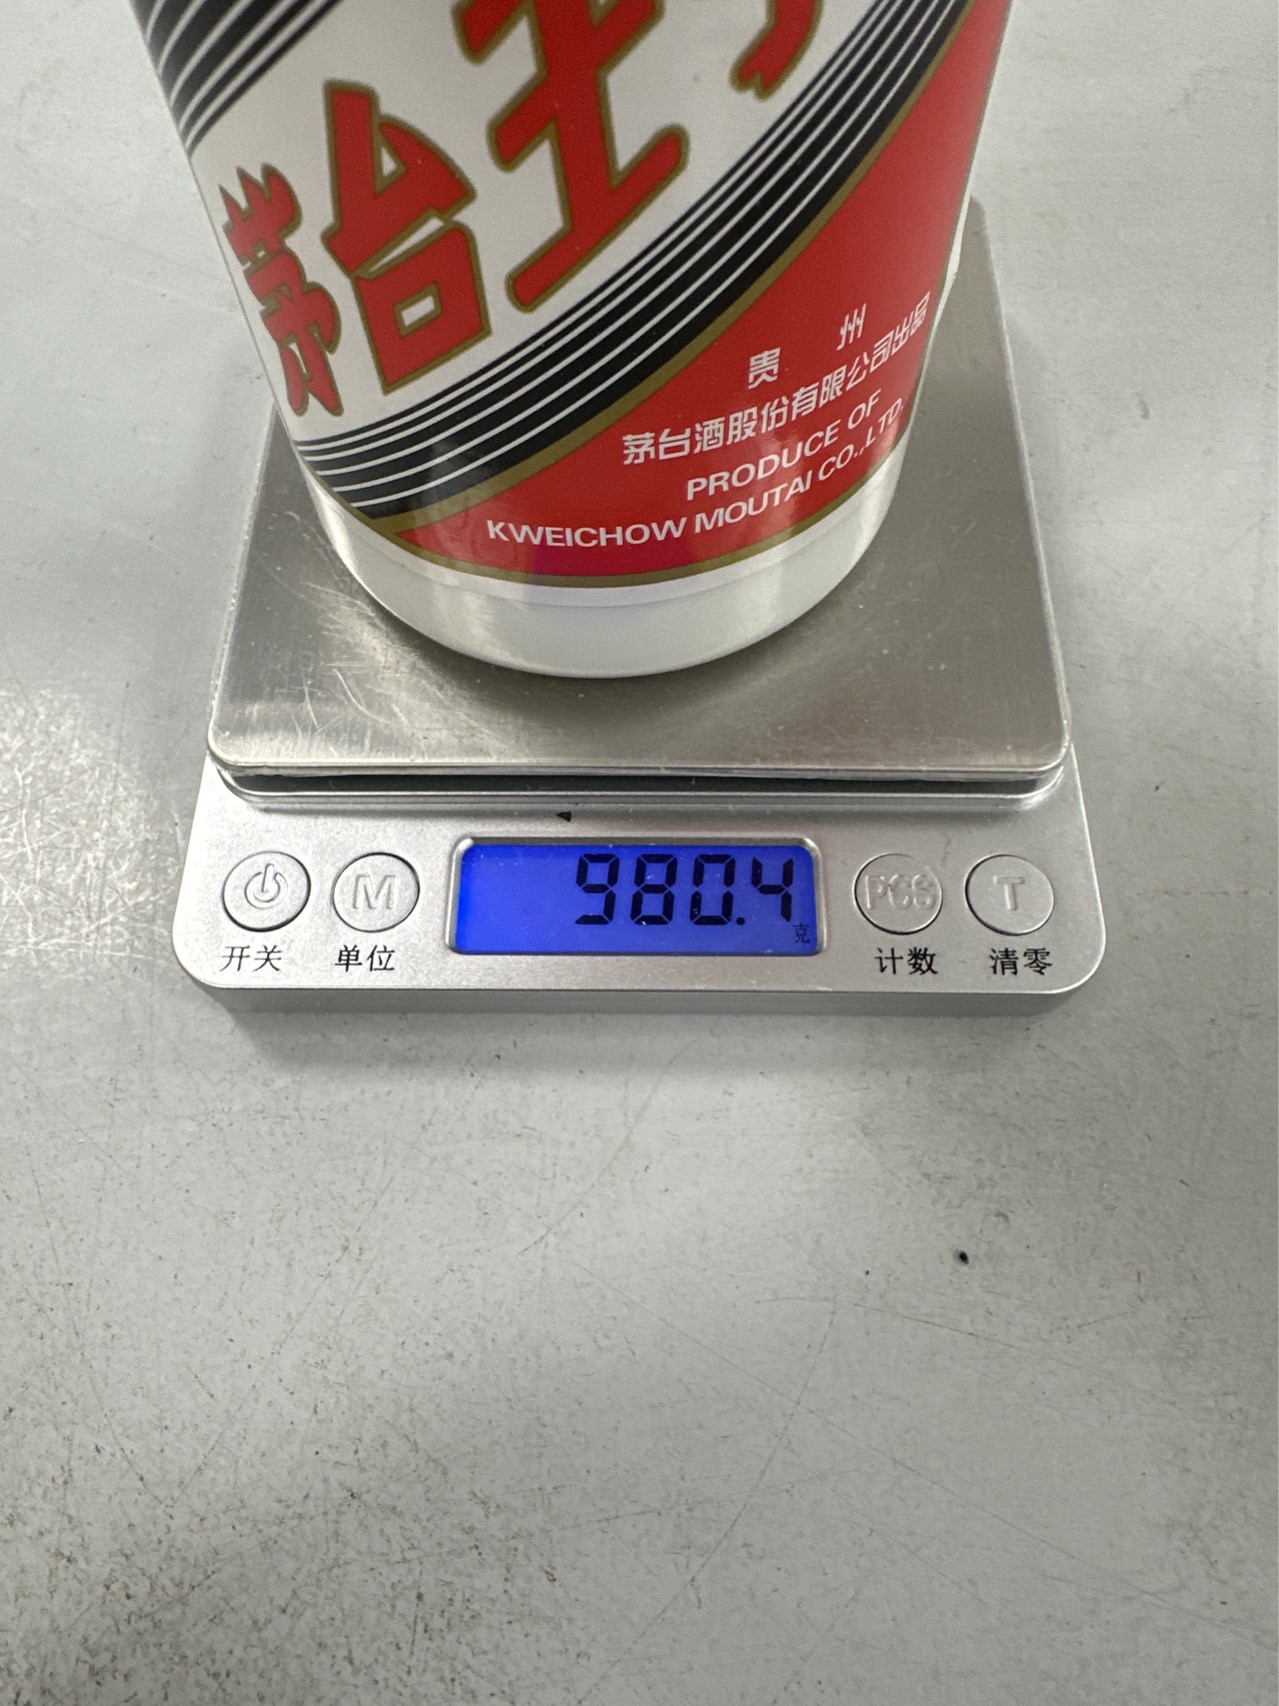 茅台王
贵州
茅台酒股份有限公司出品
PRODUCE OF
KWEICHOW MOUTAI CO.,LTD.
980.4
克
M
PCS
T
开关
单位
计数
清零